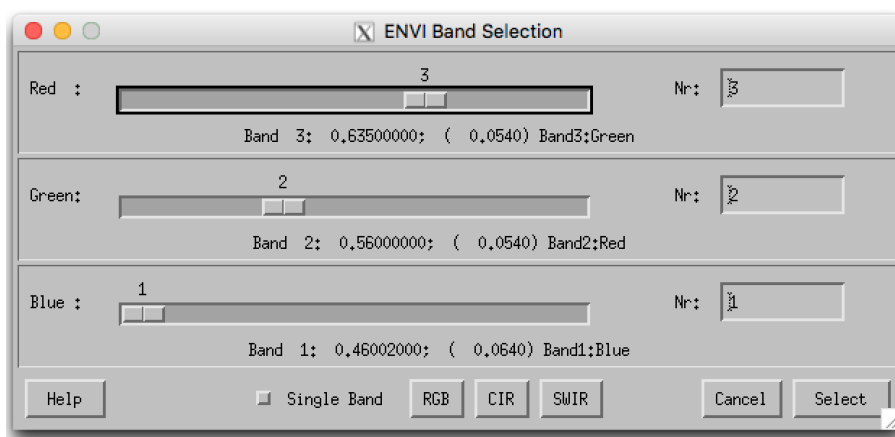 X ENVI Band Selection
3
Red : Nr: 3
Band 3: 0.63500000; ( 0.0540) Band3:Green
2
Green: Nr: 2
Band 2: 0.56000000; ( 0.0540) Band2:Red
1
Blue : Nr: 1
Band 1: 0.46002000; ( 0.0640) Band1:Blue
Help Single Band RGB CIR SWIR Cancel Select